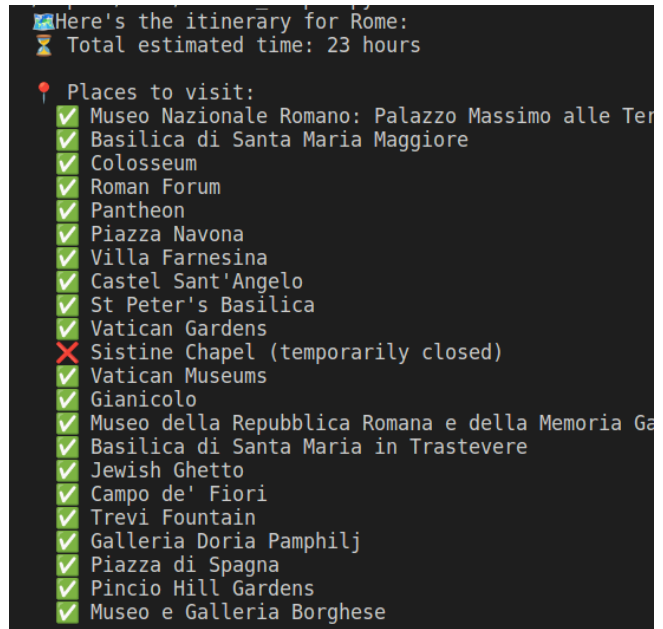 🗺️Here's the itinerary for Rome:
⏳ Total estimated time: 23 hours
📍 Places to visit:
✅ Museo Nazionale Romano: Palazzo Massimo alle Ter
✅ Basilica di Santa Maria Maggiore
✅ Colosseum
✅ Roman Forum
✅ Pantheon
✅ Piazza Navona
✅ Villa Farnesina
✅ Castel Sant'Angelo
✅ St Peter's Basilica
✅ Vatican Gardens
❌ Sistine Chapel (temporarily closed)
✅ Vatican Museums
✅ Gianicolo
✅ Museo della Repubblica Romana e della Memoria Ga
✅ Basilica di Santa Maria in Trastevere
✅ Jewish Ghetto
✅ Campo de' Fiori
✅ Trevi Fountain
✅ Galleria Doria Pamphilj
✅ Piazza di Spagna
✅ Pincio Hill Gardens
✅ Museo e Galleria Borghese